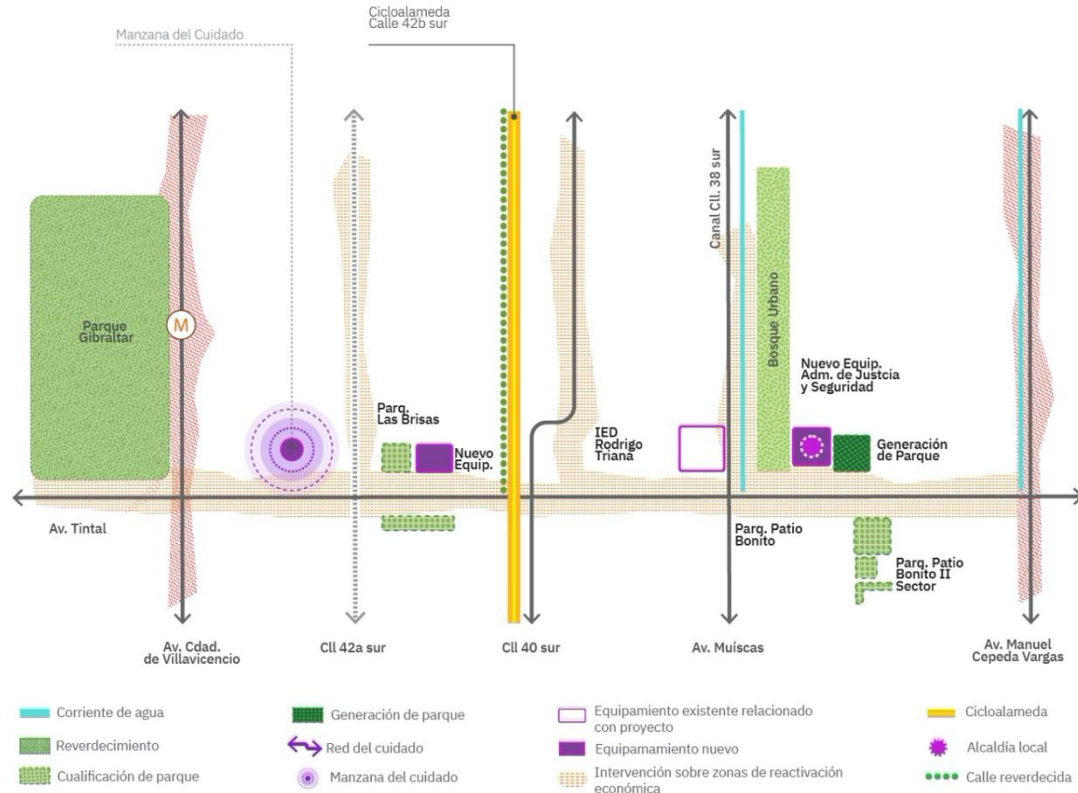 Cicloalameda
Calle 42b sur
Manzana del Cuidado
Canal Cll. 38 sur
Bosque Urbano
M
Parque
Gibraltar
Parq.
Las Brisas
Nuevo
Equip.
IED
Rodrigo
Triana
Nuevo Equip.
Adm. de Justcia
y Seguridad
Generación
de Parque
Av. Tintal
Parq. Patio
Bonito
Parq. Patio
Bonito II
Sector
Av. Cdad.
de Villavicencio
Cll 42a sur
Cll 40 sur
Av. Muíscas
Av. Manuel
Cepeda Vargas
Corriente de agua
Reverdecimiento
Cualificación de parque
Generación de parque
Red del cuidado
Manzana del cuidado
Equipamiento existente relacionado
con proyecto
Equipamamiento nuevo
Intervención sobre zonas de reactivación
económica
Cicloalameda
Alcaldía local
Calle reverdecida